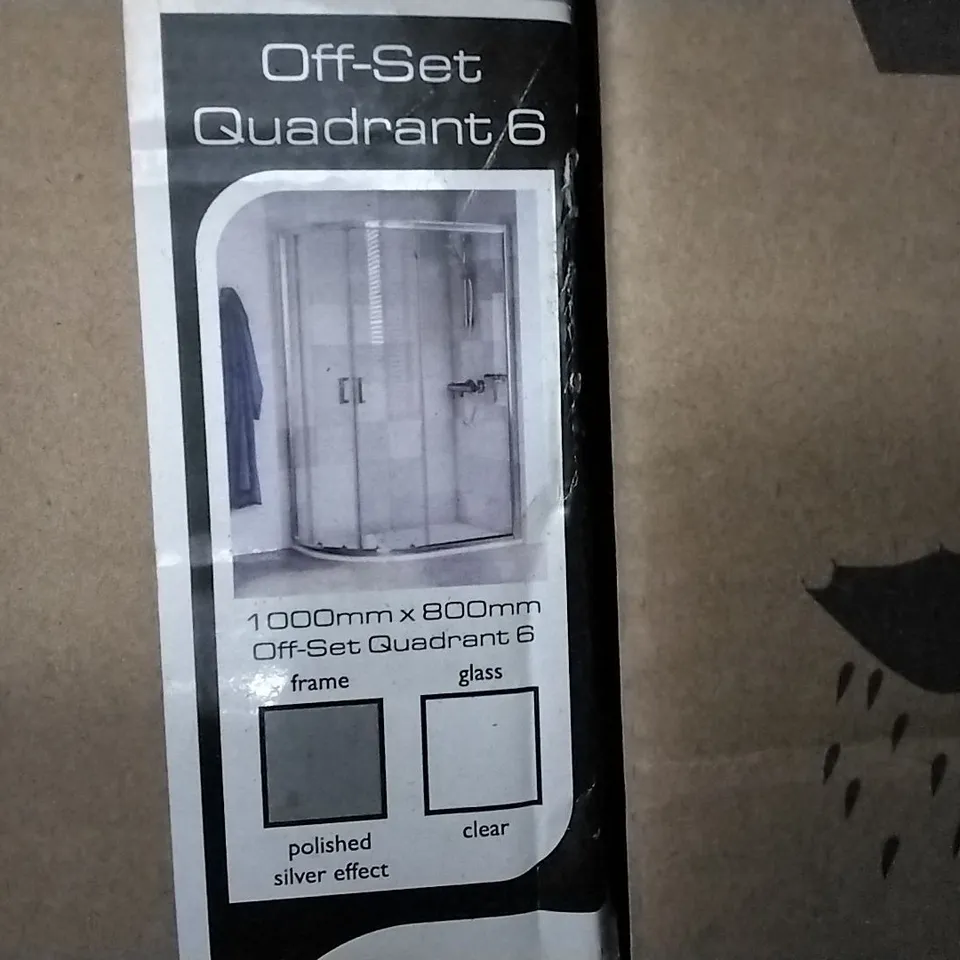 Off-Set
Quadrant 6
1000mm x 800mm
Off-Set Quadrant 6
frame
glass
polished
silver effect
clear